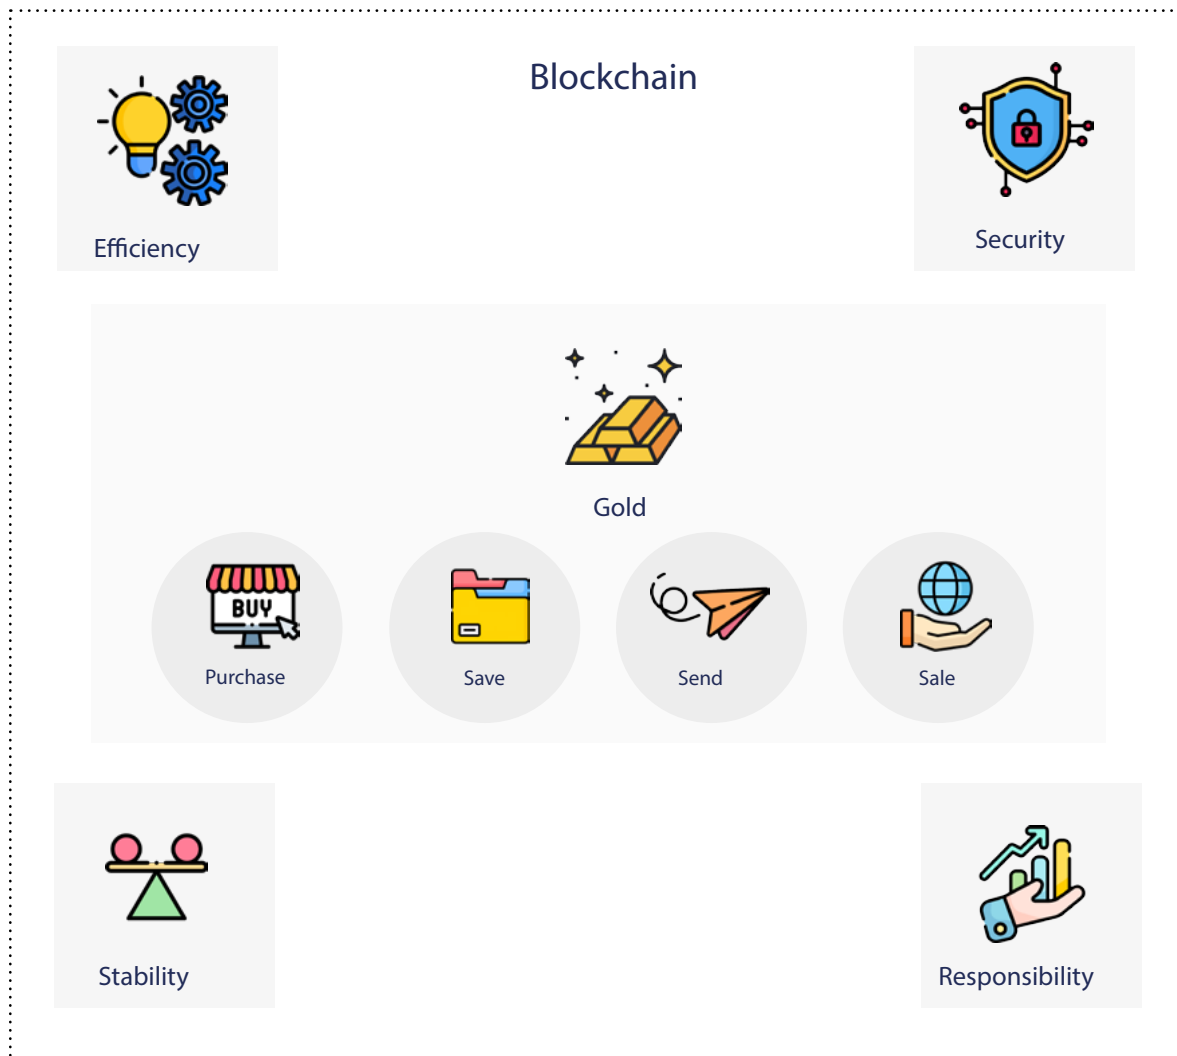 Blockchain
Efficiency
Security
Gold
BUY
Purchase
Save
Send
Sale
Stability
Responsibility